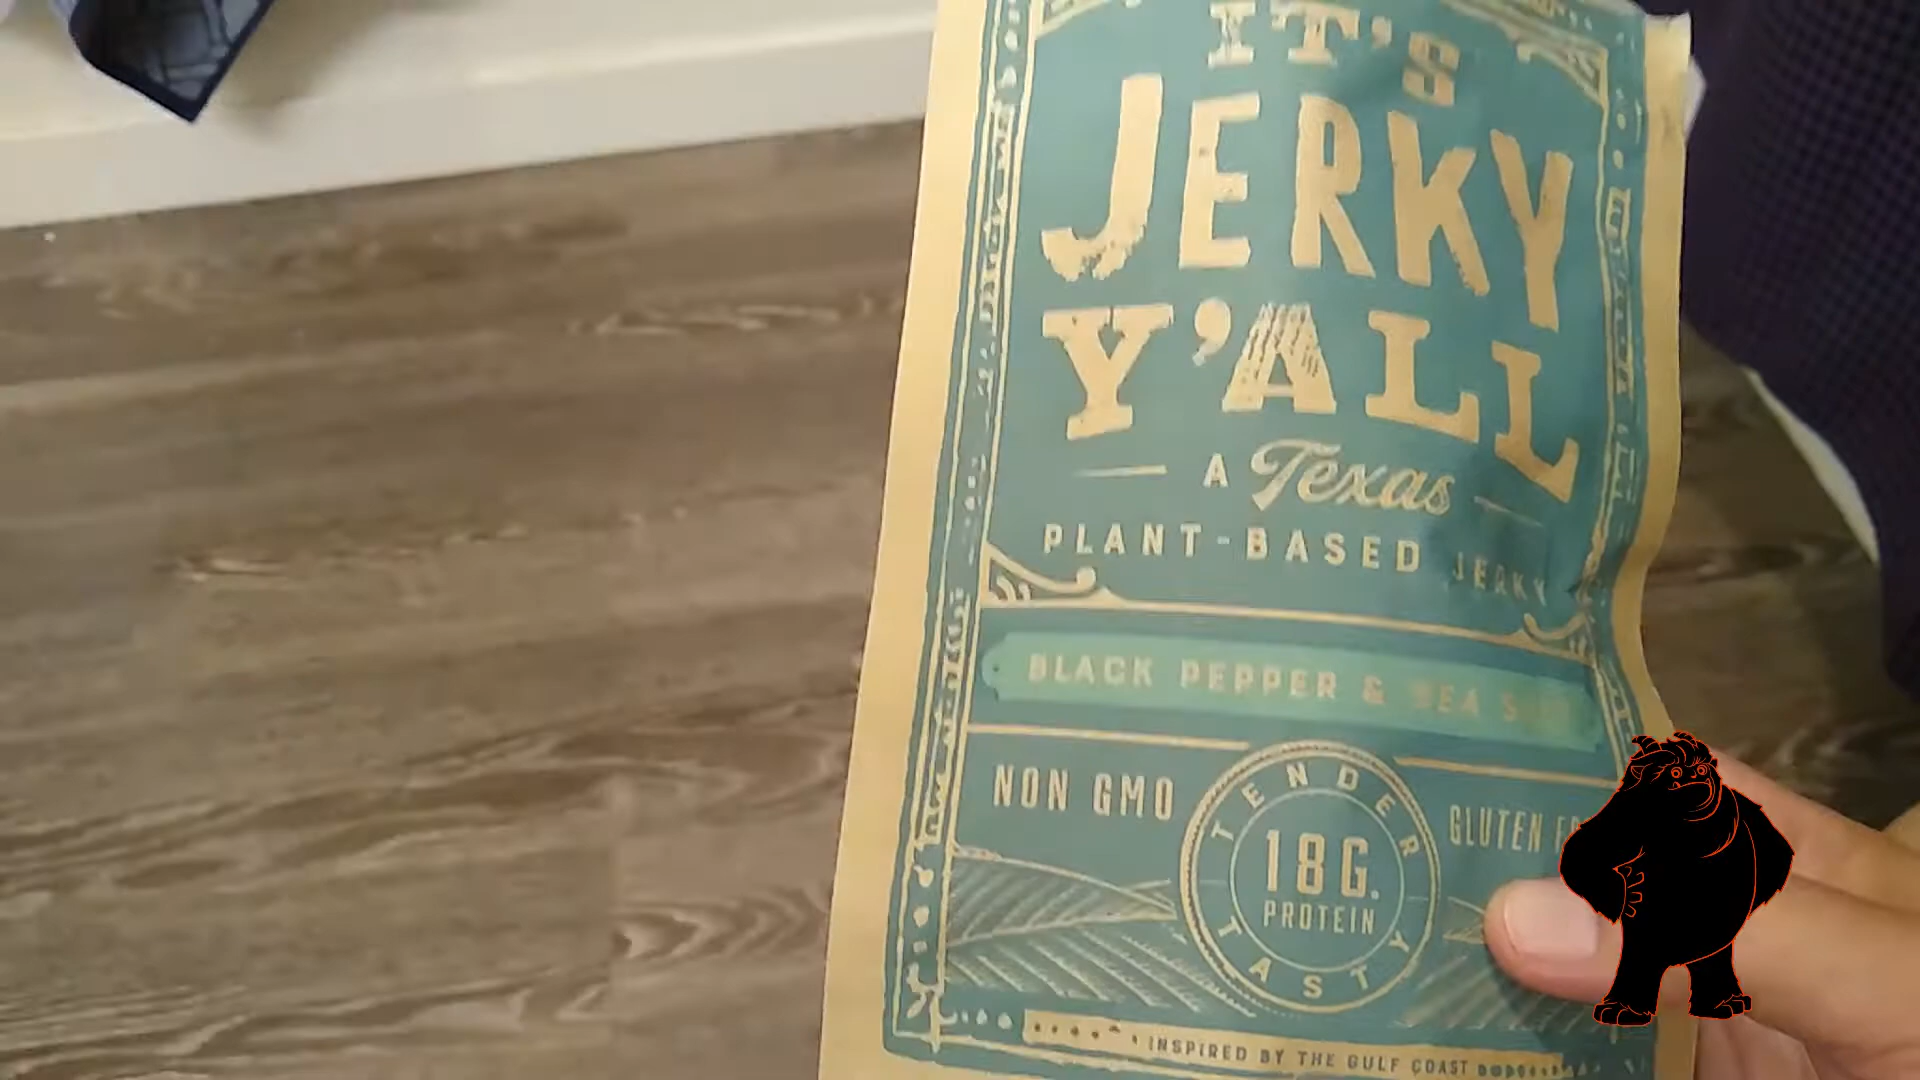 IT'S
JERKY
Y'ALL
A Texas
PLANT-BASED JERKY
BLACK PEPPER & SEA
NON GMO
GLUTEN
TENDER
18G.
PROTEIN
TASTY
INSPIRED BY THE GULF COAST